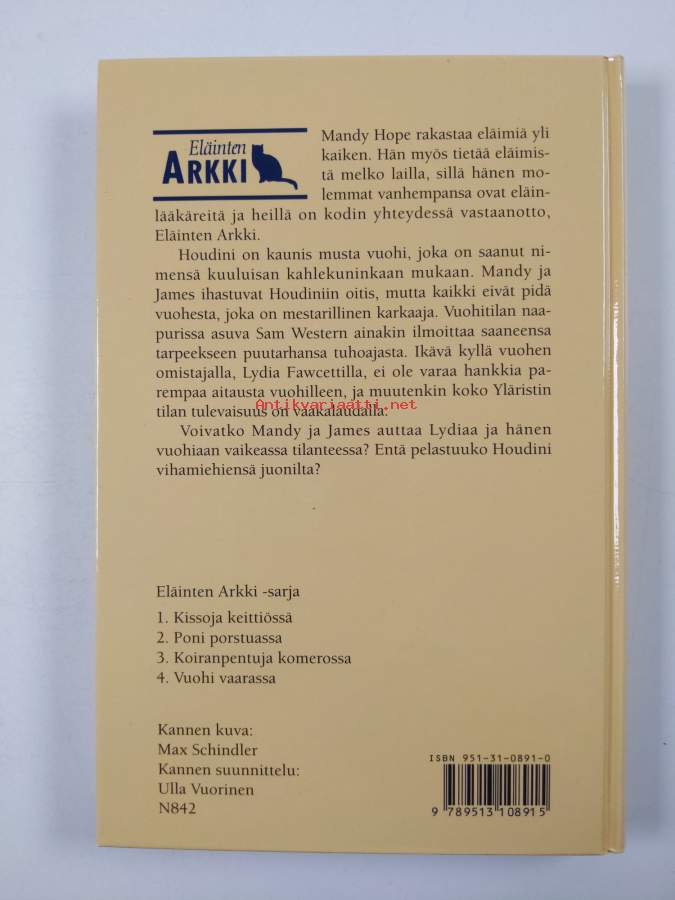 Eläinten
ARKKI
Mandy Hope rakastaa eläimiä yli
kaiken. Hän myös tietää eläimis-
tä melko lailla, sillä hänen mo-
lemmat vanhempansa ovat eläin-
lääkäreitä ja heillä on kodin yhteydessä vastaanotto,
Eläinten Arkki.
Houdini on kaunis musta vuohi, joka on saanut ni-
mensä kuuluisan kahlekuninkaan mukaan. Mandy ja
James ihastuvat Houdiniin oitis, mutta kaikki eivät pidä
vuohesta, joka on mestarillinen karkaaja. Vuohitilan naa-
purissa asuva Sam Western ainakin ilmoittaa saaneensa
tarpeekseen puutarhansa tuhoajasta. Ikävä kyllä vuohen
omistajalla, Lydia Fawcettilla, ei ole varaa hankkia pa-
rempaa aitausta vuohilleen, ja muutenkin koko Yläristin
tilan tulevaisuus on vaakalaudalla.
Antikvariaatti.net
Voivatko Mandy ja James auttaa Lydiaa ja hänen
vuohiaan vaikeassa tilanteessa? Entä pelastuuko Houdini
vihamiehiensä juonilta?
Eläinten Arkki -sarja
1. Kissoja keittiössä
2. Poni porstuassa
3. Koiranpentuja komerossa
4. Vuohi vaarassa
Kannen kuva:
Max Schindler
Kannen suunnittelu:
Ulla Vuorinen
N842
ISBN 951-31-0891-0
9 789513 108915